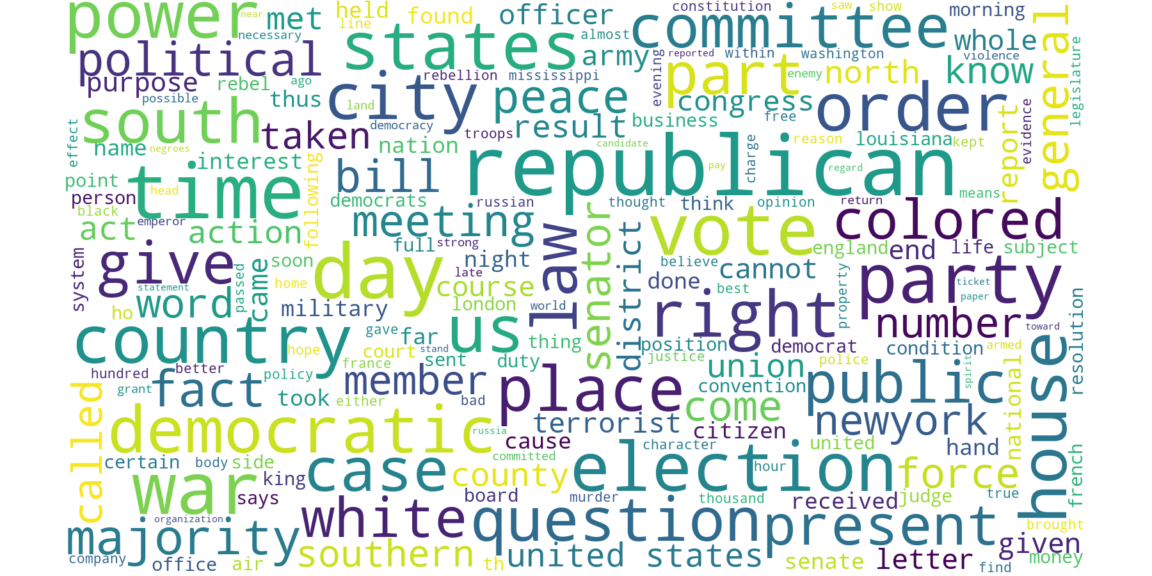 power
met
held
line
found
officer
states
almost
army
committee
constitution
saw
show
morning
whole
general
legislature
near
necessary
political
purpose
rebel
ago
possible
thus
rebellion
mississippi
city
land
democracy
troops
peace
result
business
evening
reported
within
washington
violence
part
enemy
north
know
congress
free
order
south
taken
nation
candidate
charge
reason
louisiana
kept
report
evidence
effect
name
negroes
interest
point
person
head
time
following
bill
democrats
republican
pay
regard
opinion
means
black
emperor
act
action
russian
thought
think
return
meeting
full
strong
night
law
senator
district
vote
colored
england
end
life
subject
system
give
soon
home
day
late
course
believe
cannot
done
best
property
party
ticket
paper
statement
passed
came
ho
word
military
london
world
right
number
toward
country
hope
gave
far
court
stand
us
thing
position
justice
democrat
police
condition
armed
spirit
house
resolution
hundred
better
policy
france
sent
duty
union
convention
public
national
grant
fact
took
either
member
bad
place
come
newyork
called
democratic
russia
terrorist
cause
citizen
character
united
hand
french
certain
body
side
king
case
committed
county
election
hour
force
true
war
says
board
murder
thousand
received
judge
brought
organization
majority
white
question
present
given
money
company
office
air
southern
th
united states
senate
letter
find